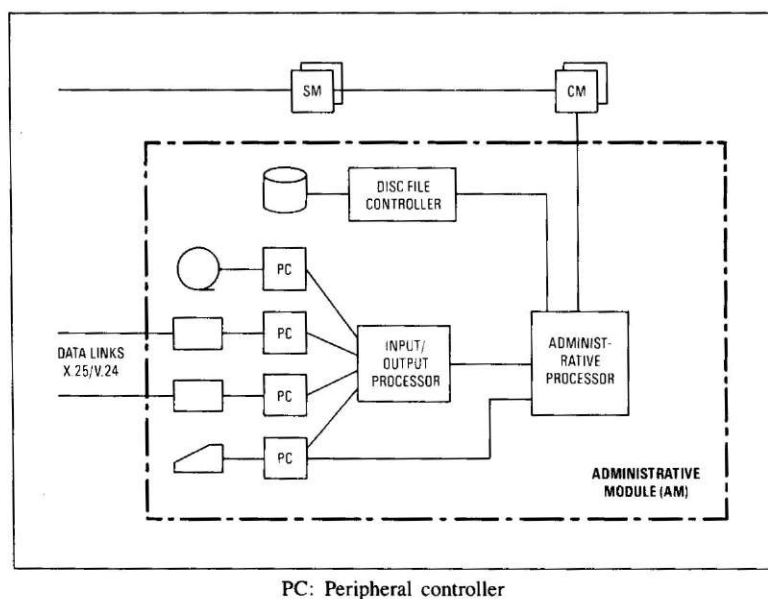 SM
CM
DISC FILE
CONTROLLER
PC
PC
DATA LINKS
X.25/V.24
INPUT/
OUTPUT
PROCESSOR
ADMINIST-
RATIVE
PROCESSOR
PC
PC
ADMINISTRATIVE
MODULE (AM)
PC: Peripheral controller